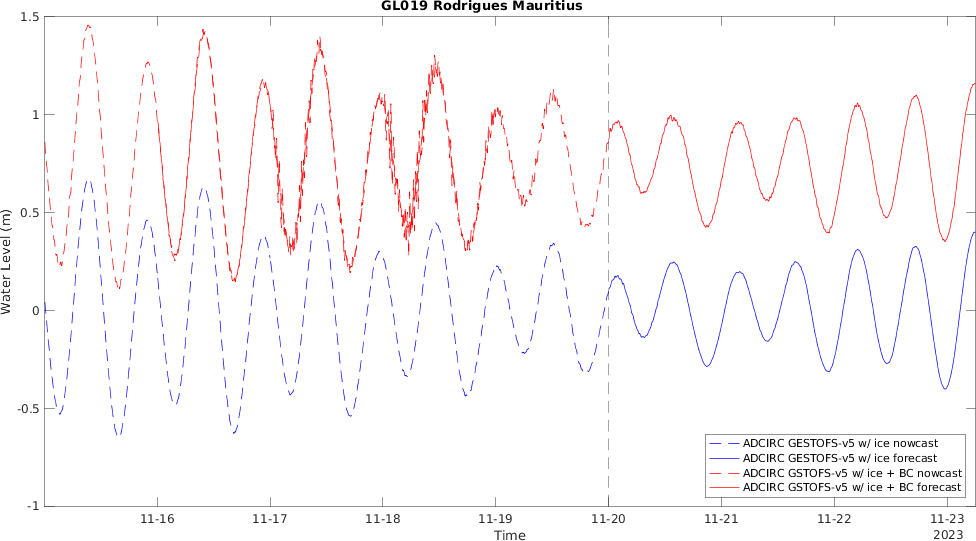 GL019 Rodrigues Mauritius
1.5
1
0.5
0
-0.5
-1
Water Level (m)
11-16
11-17
11-18
11-19
11-20
11-21
11-22
11-23
2023
Time
ADCIRC GESTOFS-v5 w/ ice nowcast
ADCIRC GESTOFS-v5 w/ ice forecast
ADCIRC GSTOFS-v5 w/ ice + BC nowcast
ADCIRC GSTOFS-v5 w/ ice + BC forecast